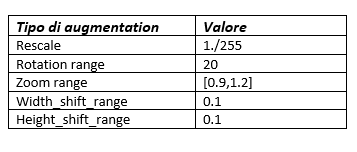 Tipo di augmentation Valore
Rescale 1./255
Rotation range 20
Zoom range [0.9,1.2]
Width_shift_range 0.1
Height_shift_range 0.1